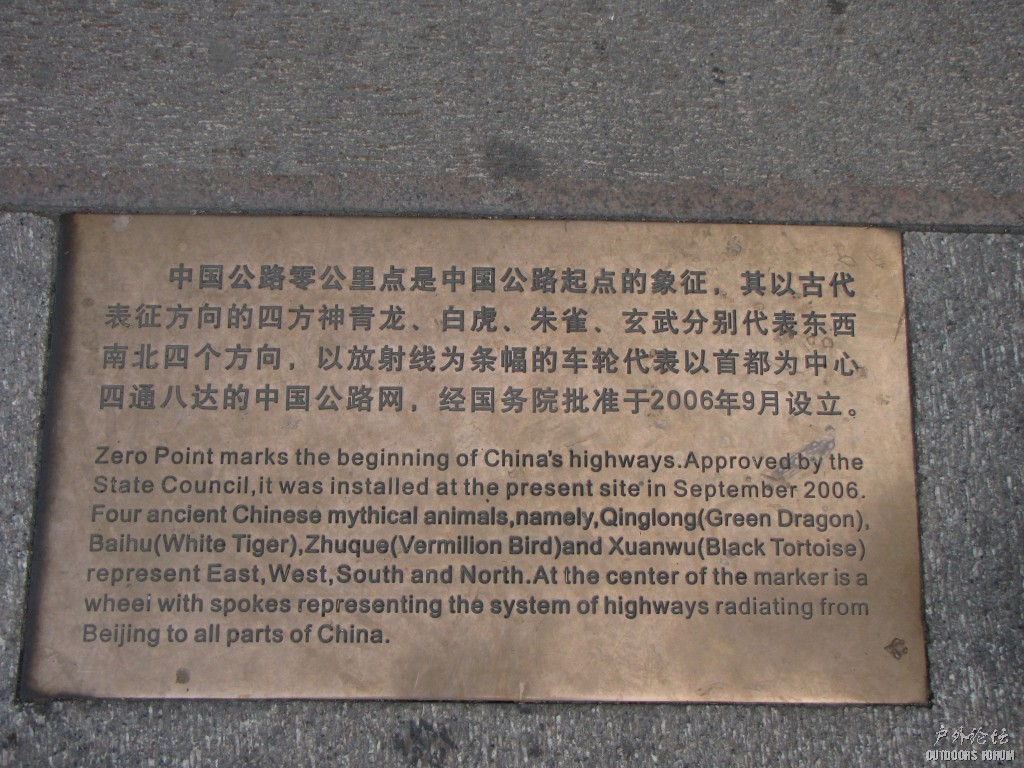 中国公路零公里点是中国公路起点的象征，其以古代
表征方向的四方神青龙、白虎、朱雀、玄武分别代表东西
南北四个方向，以放射线为条幅的车轮代表以首都为中心
四通八达的中国公路网，经国务院批准于2006年9月设立。
Zero Point marks the beginning of China's highways.Approved by the
State Council,it was installed at the present site in September 2006.
Four ancient Chinese mythical animals,namely,Qinglong(Green Dragon),
Baihu(White Tiger),Zhuque(Vermilion Bird)and Xuanwu(Black Tortoise)
represent East,West,South and North.At the center of the marker is a
wheel with spokes representing the system of highways radiating from
Beijing to all parts of China.
户外论坛
OUTDOORS FORUM